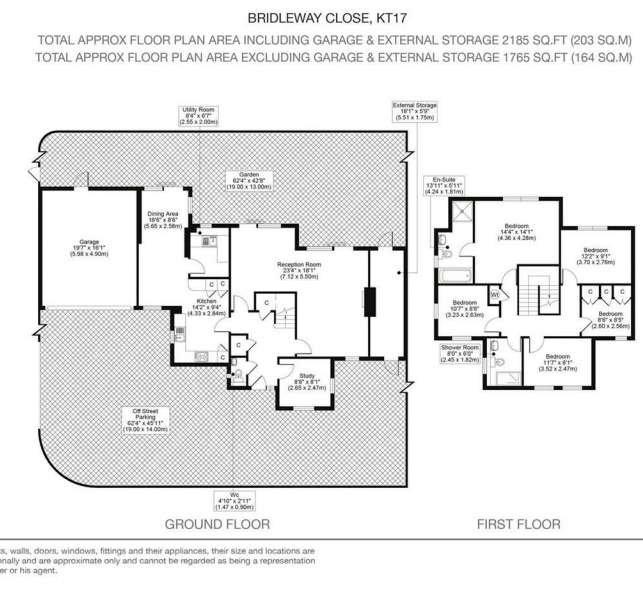 BRIDLEWAY CLOSE, KT17
TOTAL APPROX FLOOR PLAN AREA INCLUDING GARAGE & EXTERNAL STORAGE 2185 SQ.FT (203 SQ.M)
TOTAL APPROX FLOOR PLAN AREA EXCLUDING GARAGE & EXTERNAL STORAGE 1765 SQ.FT (164 SQ.M)
Utility Room
8'4" x 6'7"
(2.55 x 2.00m)
External Storage
18'1" x 5'9"
(5.51 x 1.75m)
Garden
62'4" x 42'8"
(19.00 x 13.00m)
Dining Area
18'6" x 8'6"
(5.65 x 2.58m)
Garage
19'7" x 16'1"
(5.98 x 4.90m)
Reception Room
23'4" x 18'1"
(7.12 x 5.50m)
C
C
Kitchen
14'2" x 9'4"
(4.33 x 2.84m)
C
C
C
C
Study
8'8" x 8'1"
(2.65 x 2.47m)
Off Street
Parking
62'4" x 45'11"
(19.00 x 14.00m)
Wc
4'10" x 2'11"
(1.47 x 0.90m)
GROUND FLOOR
En-Suite
13'11" x 5'11"
(4.24 x 1.81m)
Bedroom
14'4" x 14'1"
(4.36 x 4.28m)
Bedroom
12'2" x 9'1"
(3.70 x 2.76m)
Wt
C
C
C
Bedroom
10'7" x 8'8"
(3.23 x 2.63m)
Bedroom
8'6" x 8'5"
(2.60 x 2.56m)
Shower Room
8'0" x 6'0"
(2.45 x 1.82m)
Bedroom
11'7" x 8'1"
(3.52 x 2.47m)
FIRST FLOOR
ts, walls, doors, windows, fittings and their appliances, their size and locations are
onally and are approximate only and cannot be regarded as being a representation
er or his agent.